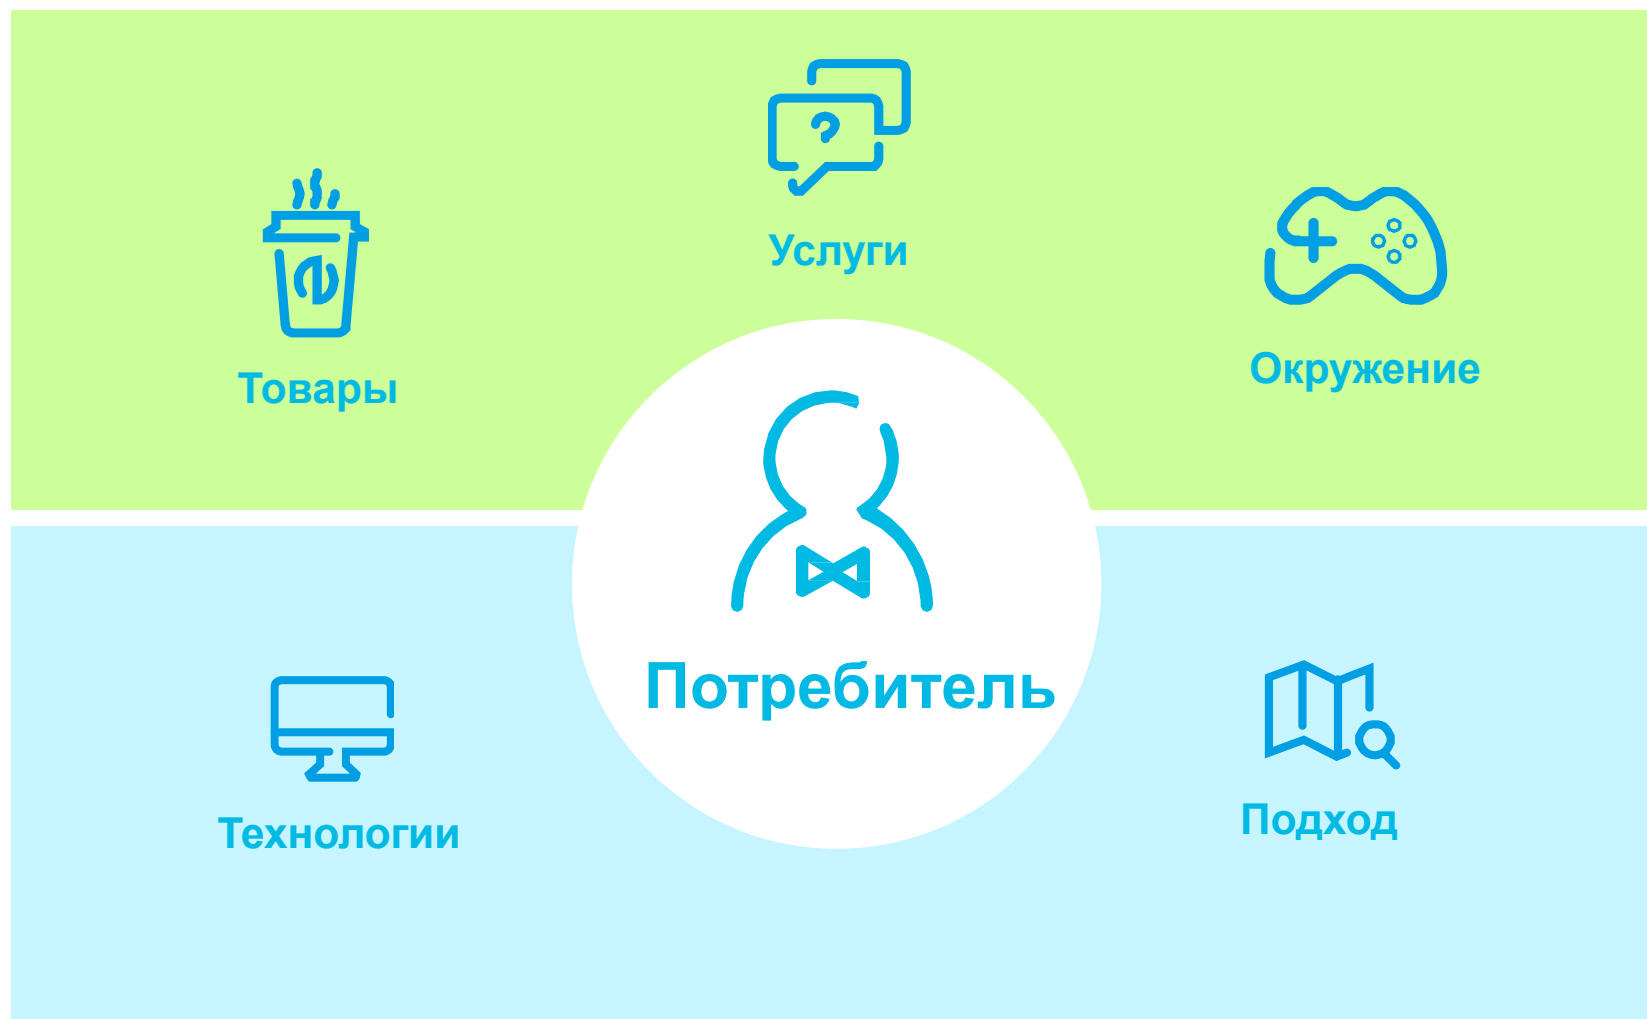 ?
Услуги
Товары
Окружение
Потребитель
Технологии
Подход